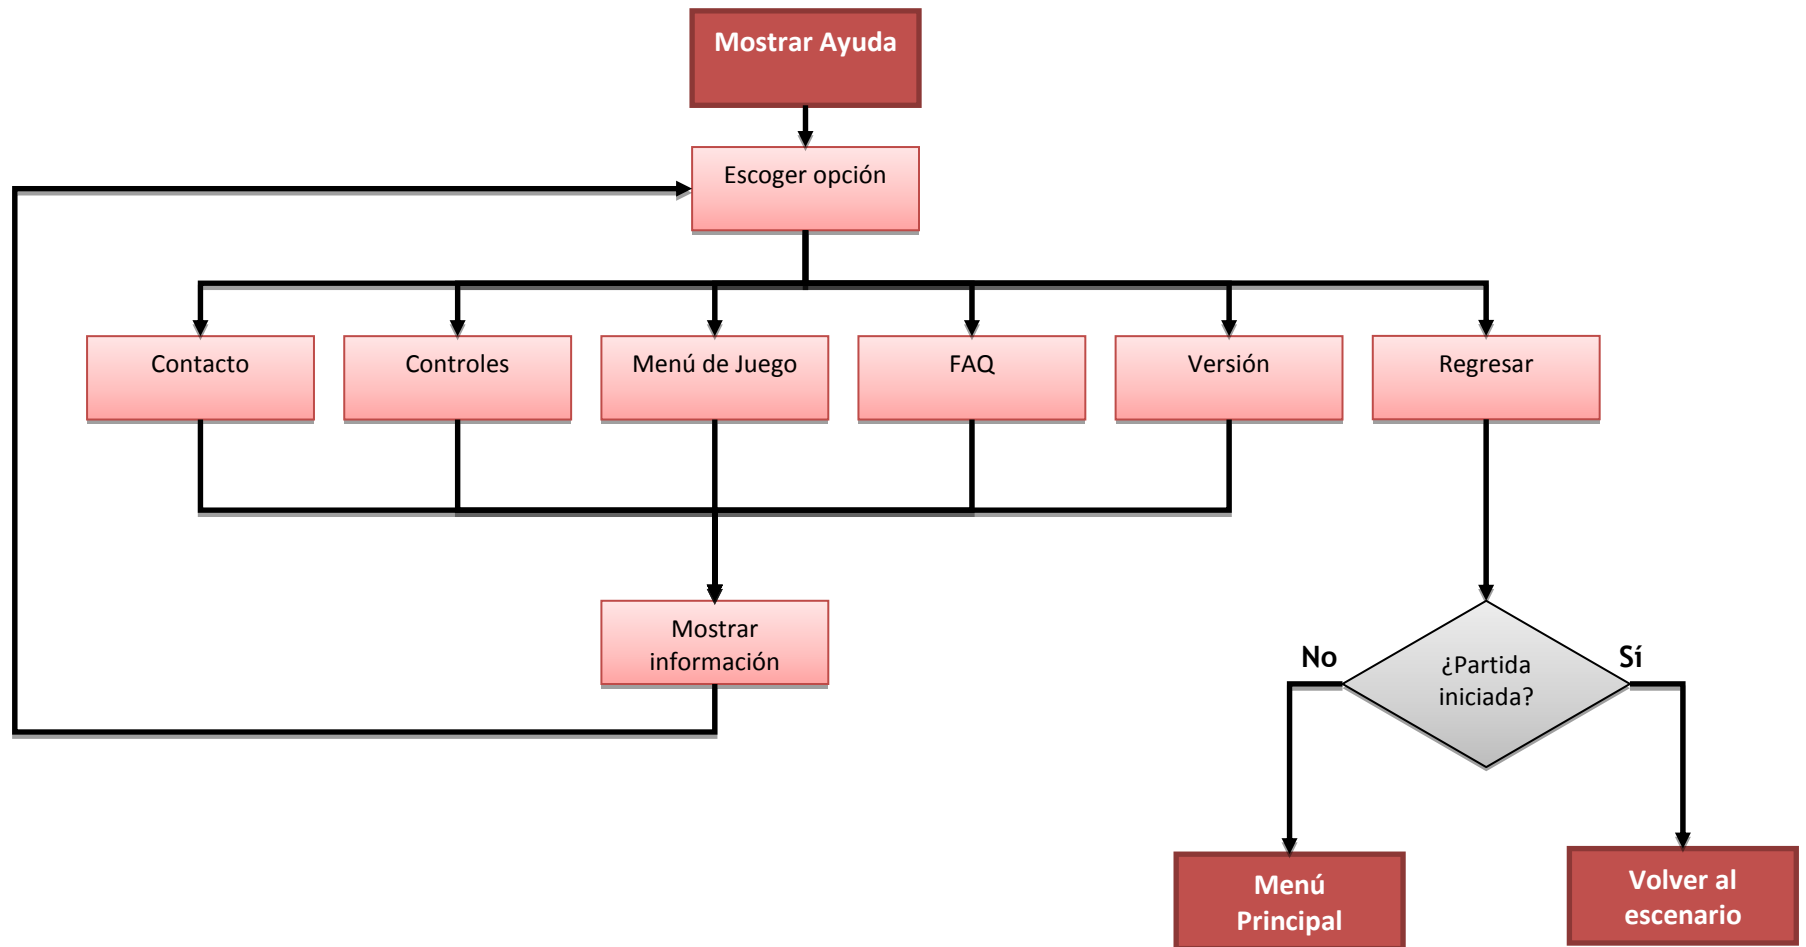 Mostrar Ayuda
Escoger opción
Contacto
Controles
Menú de Juego
FAQ
Versión
Regresar
Mostrar
información
No
¿Partida
iniciada?
Sí
Menú
Principal
Volver al
escenario